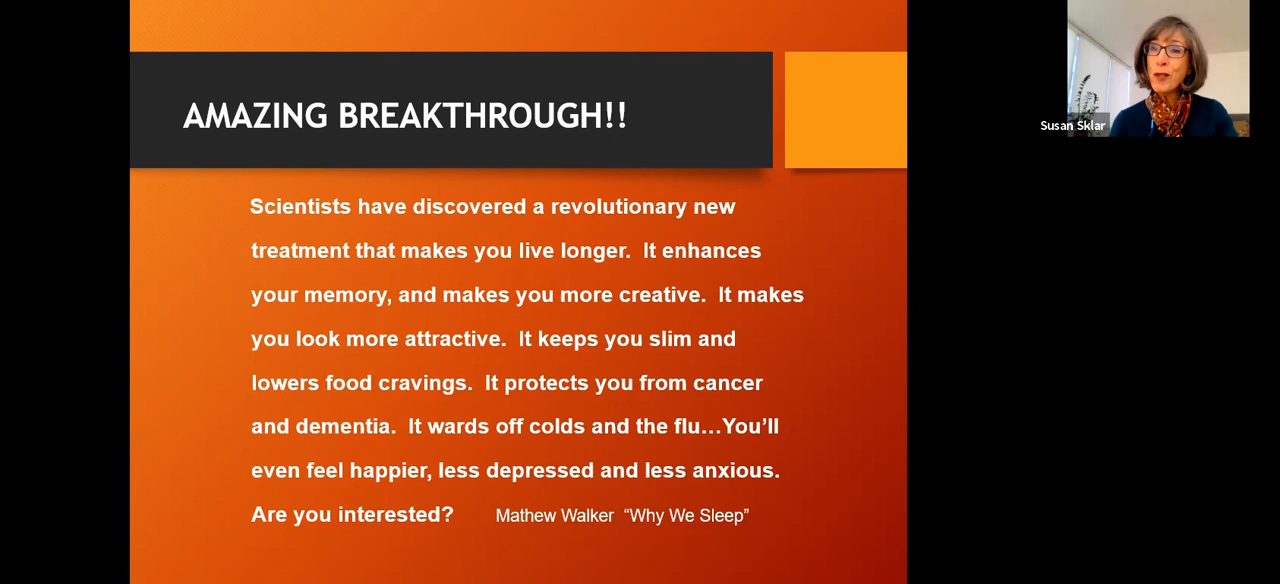 AMAZING BREAKTHROUGH!!
Susan Sklar
Scientists have discovered a revolutionary new
treatment that makes you live longer.  It enhances
your memory, and makes you more creative.  It makes
you look more attractive.  It keeps you slim and
lowers food cravings.  It protects you from cancer
and dementia.  It wards off colds and the flu…You’ll
even feel happier, less depressed and less anxious.
Are you interested? Mathew Walker “Why We Sleep”